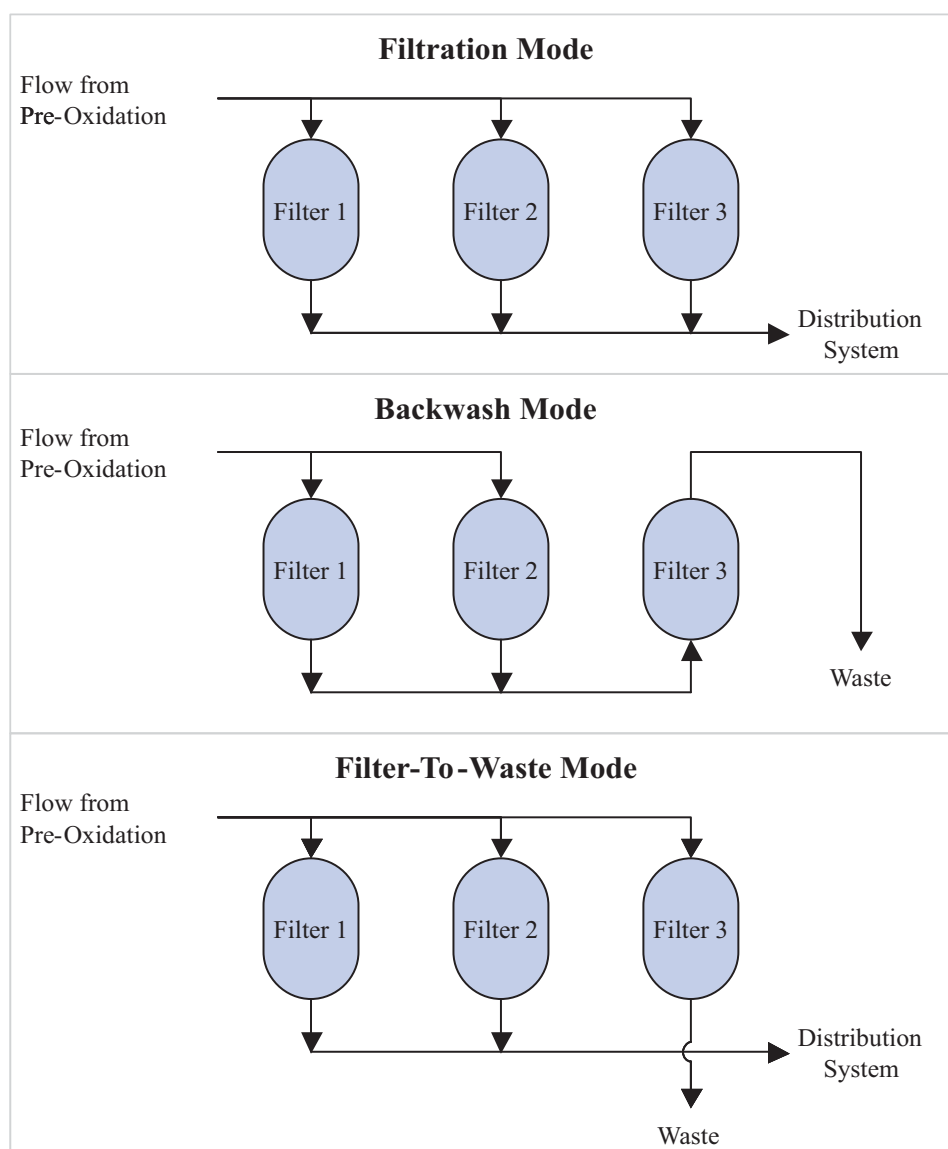 Filtration Mode
Flow from
Pre-Oxidation
Filter 1
Filter 2
Filter 3
Distribution
System
Backwash Mode
Flow from
Pre-Oxidation
Filter 1
Filter 2
Filter 3
Waste
Filter-To-Waste Mode
Flow from
Pre-Oxidation
Filter 1
Filter 2
Filter 3
Distribution
System
Waste